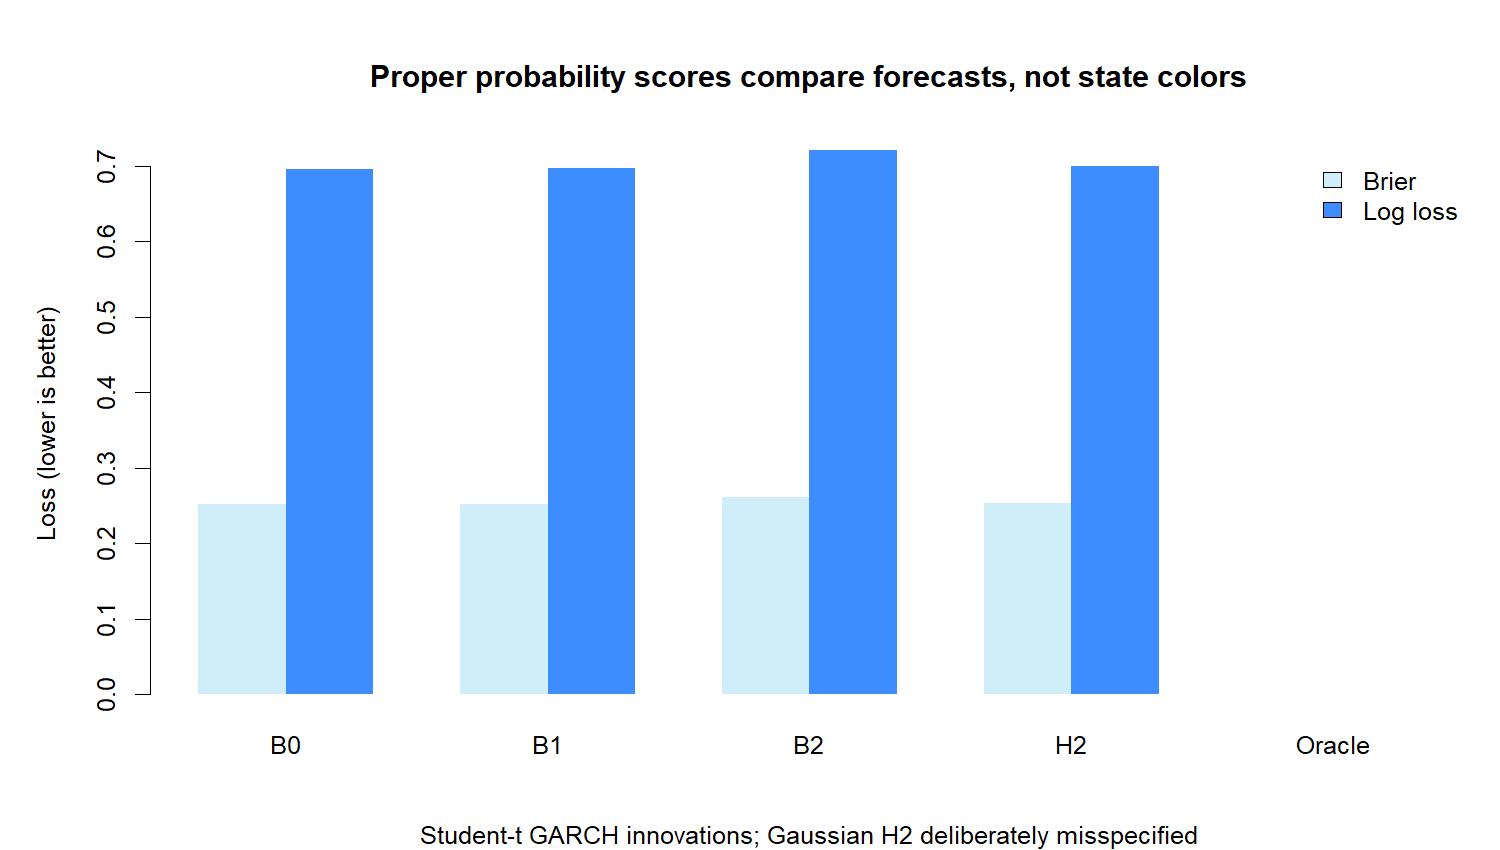 Proper probability scores compare forecasts, not state colors
Brier
Log loss
Loss (lower is better)
0.7
0.6
0.5
0.4
0.3
0.2
0.1
0.0
B0 B1 B2 H2 Oracle
Student-t GARCH innovations; Gaussian H2 deliberately misspecified